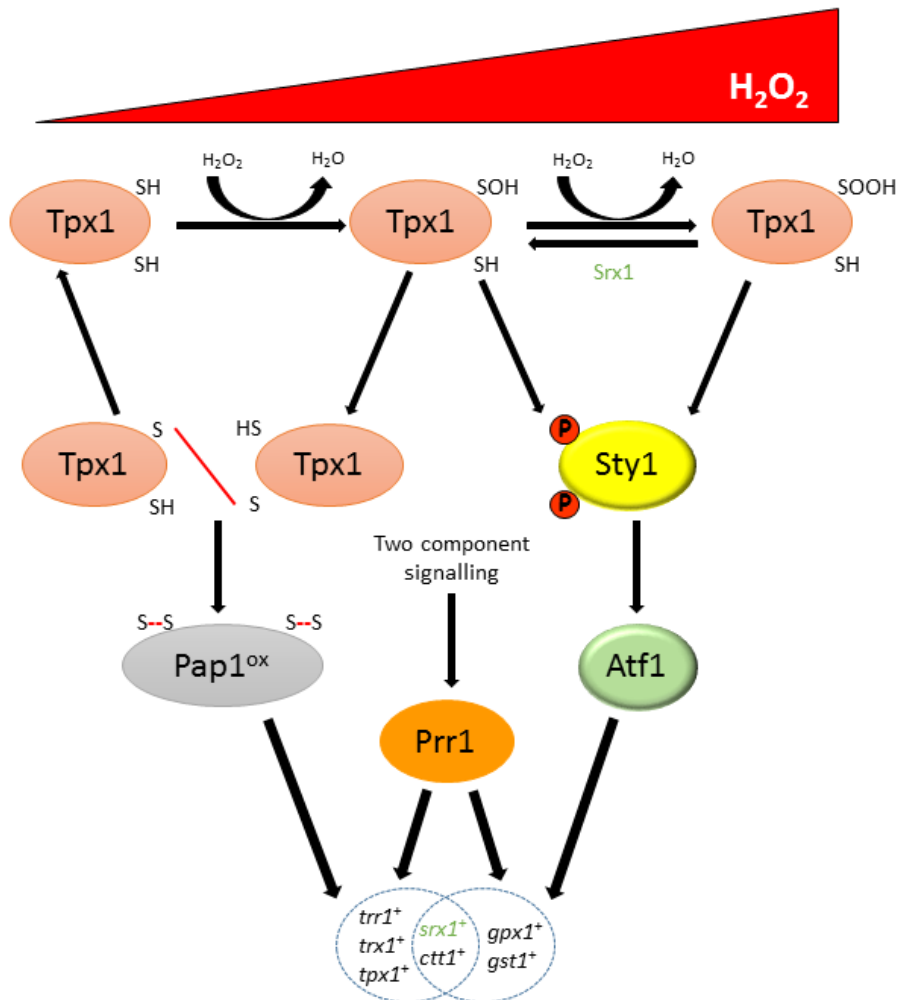 H₂O₂
H₂O₂ H₂O H₂O₂ H₂O
SH SOH SOOH
Tpx1 Tpx1 Tpx1
SH SH SH
Srx1
S HS P
Tpx1 Tpx1 Sty1
SH S P
Two component
signalling
S--S S--S
Pap1ᵒˣ Atf1
Prr1
trr1⁺ srx1⁺ gpx1⁺
trx1⁺ ctt1⁺ gst1⁺
tpx1⁺